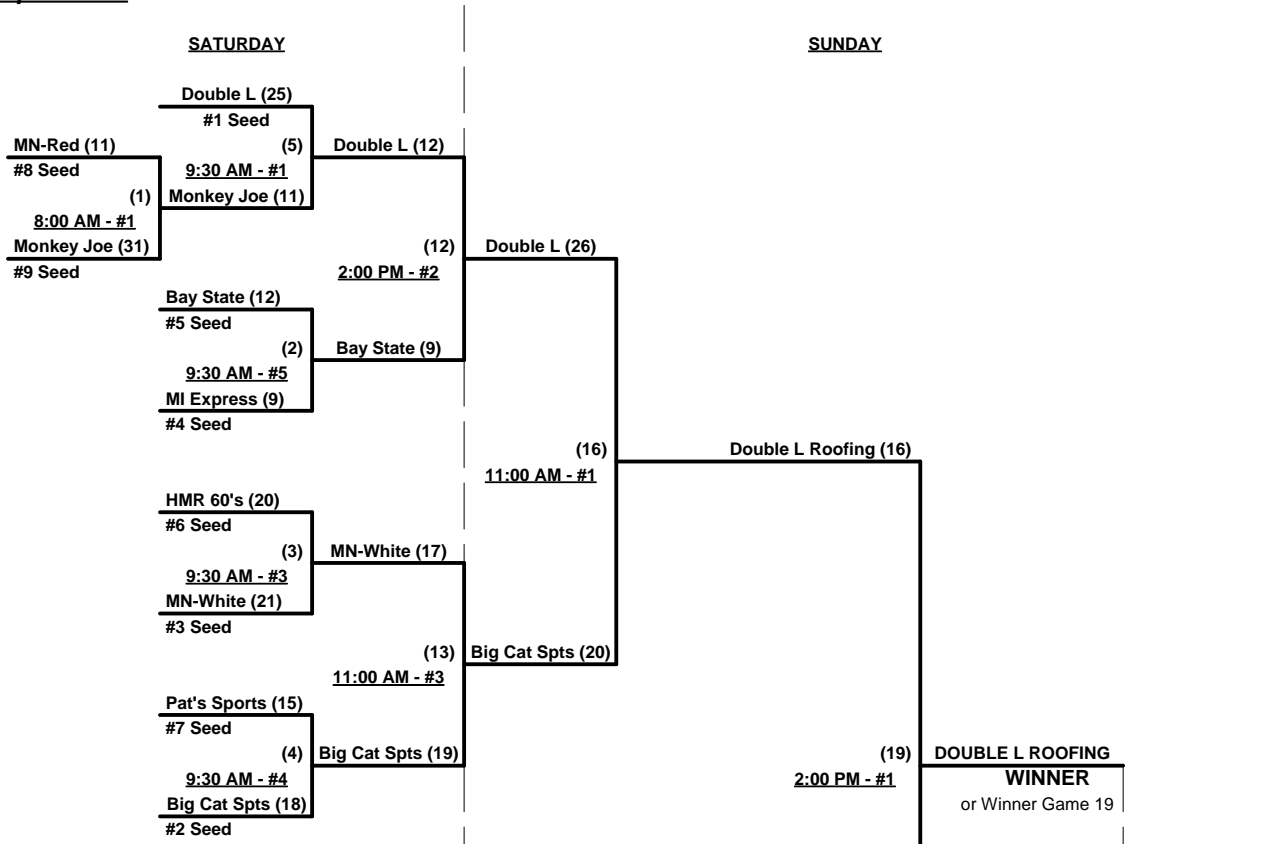 SATURDAY
SUNDAY
Double L (25)
#1 Seed
MN-Red (11)
(5)
Double L (12)
#8 Seed
9:30 AM - #1
(1)
Monkey Joe (11)
8:00 AM - #1
Monkey Joe (31)
(12)
Double L (26)
#9 Seed
2:00 PM - #2
Bay State (12)
#5 Seed
(2)
Bay State (9)
9:30 AM - #5
MI Express (9)
#4 Seed
(16)
Double L Roofing (16)
11:00 AM - #1
HMR 60's (20)
#6 Seed
(3)
MN-White (17)
9:30 AM - #3
MN-White (21)
#3 Seed
(13)
Big Cat Spts (20)
11:00 AM - #3
Pat's Sports (15)
#7 Seed
(4)
Big Cat Spts (19)
(19)
DOUBLE L ROOFING
9:30 AM - #4
2:00 PM - #1
WINNER
Big Cat Spts (18)
or Winner Game 19
#2 Seed